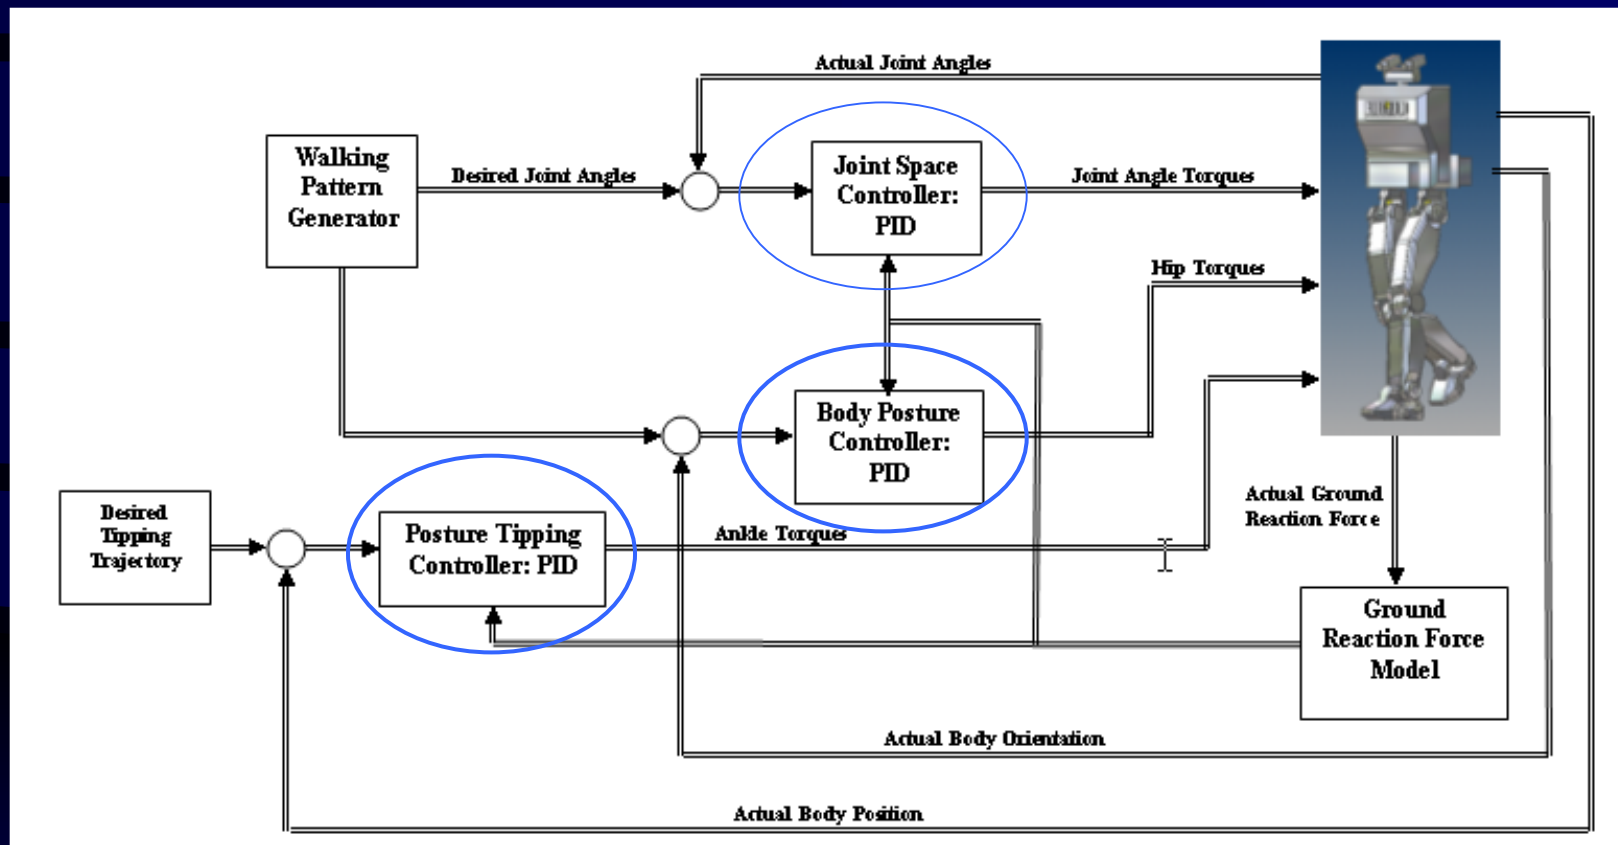 Actual Joint Angles
Walking
Pattern
Generator
Desired Joint Angles
Joint Space
Controller:
PID
Joint Angle Torques
Hip Torques
Body Posture
Controller:
PID
Desired
Tipping
Trajectory
Posture Tipping
Controller: PID
Ankle Torques
Actual Ground
Reaction Force
Ground
Reaction Force
Model
Actual Body Orientation
Actual Body Position